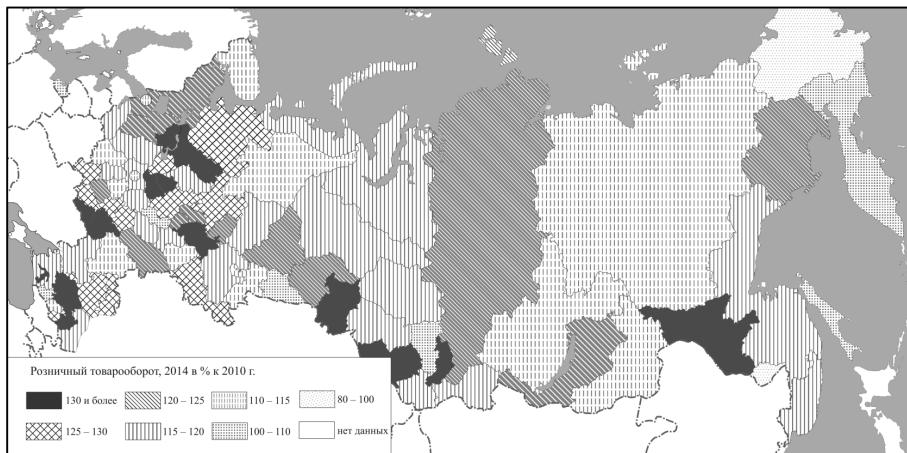 Розничный товарооборот, 2014 в % к 2010 г.
130 и более
120 – 125
110 – 115
80 – 100
125 – 130
115 – 120
100 – 110
нет данных